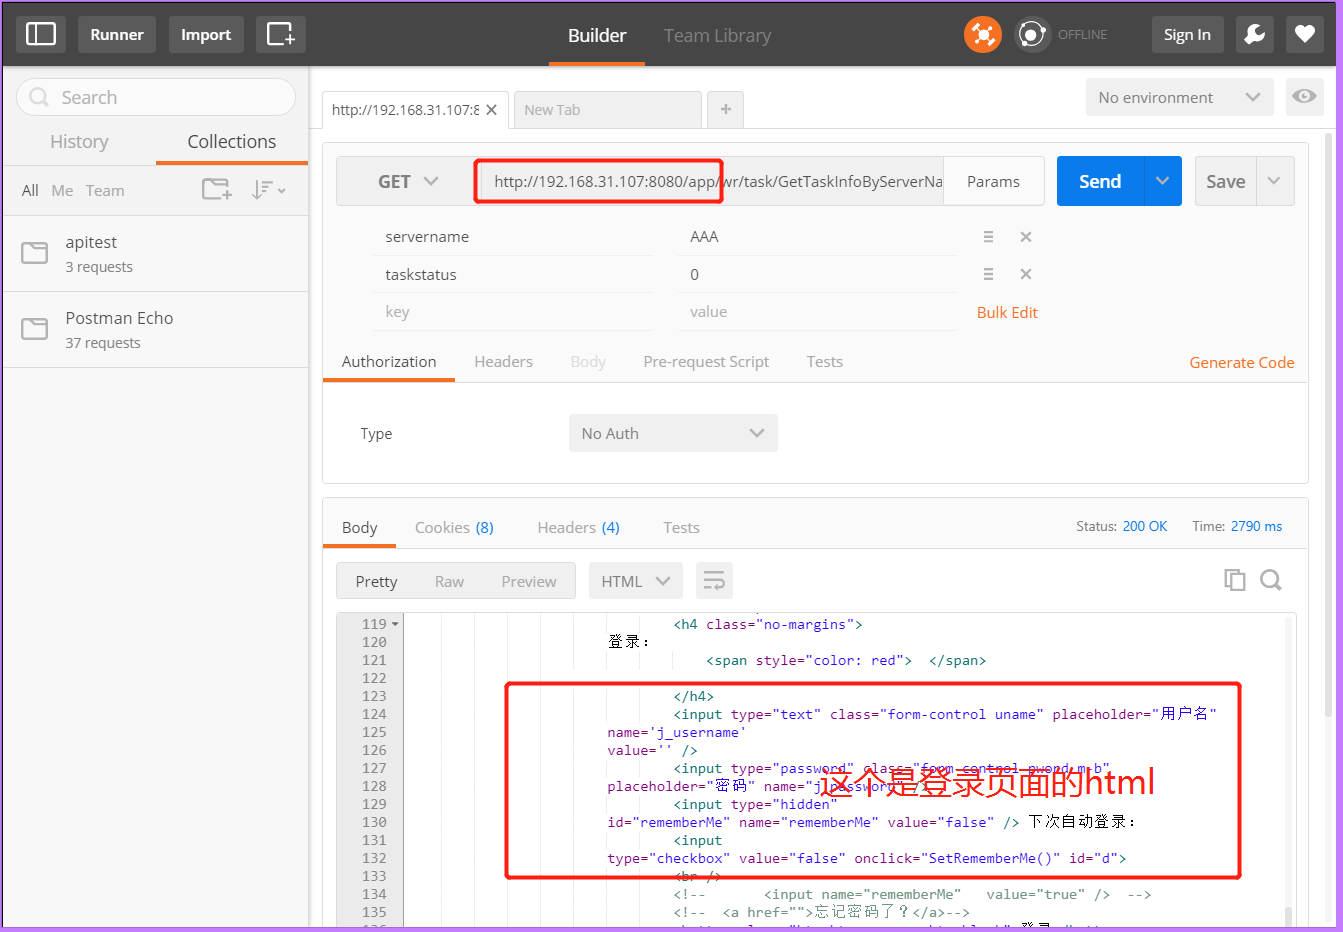 Runner
Import
Builder
Team Library
OFFLINE
Sign In
Search
History
Collections
All Me Team
apitest
3 requests
Postman Echo
37 requests
http://192.168.31.107:8
New Tab
No environment
GET
http://192.168.31.107:8080/app/wr/task/GetTaskInfoByServerNa
Params
Send
Save
servername AAA
taskstatus 0
key value
Bulk Edit
Authorization Headers Body Pre-request Script Tests
Generate Code
Type
No Auth
Body Cookies (8) Headers (4) Tests
Status: 200 OK Time: 2790 ms
Pretty Raw Preview
HTML
119 <h4 class="no-margins">
120 登录：
121 <span style="color: red"> </span>
122
123 </h4>
124 <input type="text" class="form-control uname" placeholder="用户名"
125 name='j_username'
126 value='' />
127 <input type="password" class="form-control pword m-b"
128 placeholder="密码" name="j_password" />
这个是登录页面的html
129 <input type="hidden"
130 id="rememberMe" name="rememberMe" value="false" /> 下次自动登录：
131 <input
132 type="checkbox" value="false" onclick="SetRememberMe()" id="d">
133 <br />
134 <!-- <input name="rememberMe" value="true" /> -->
135 <!-- <a href="">忘记密码了？</a>-->